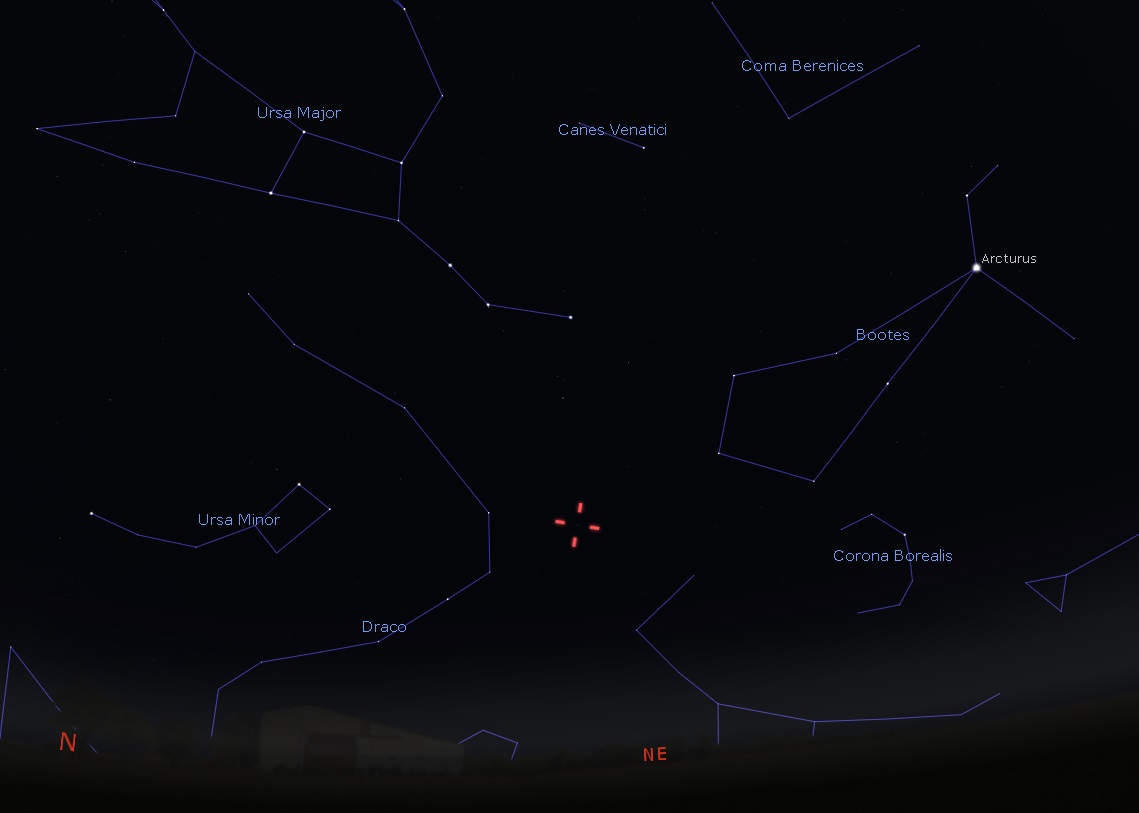 Coma Berenices
Ursa Major
Canes Venatici
Arcturus
Bootes
Ursa Minor
Corona Borealis
Draco
N
NE